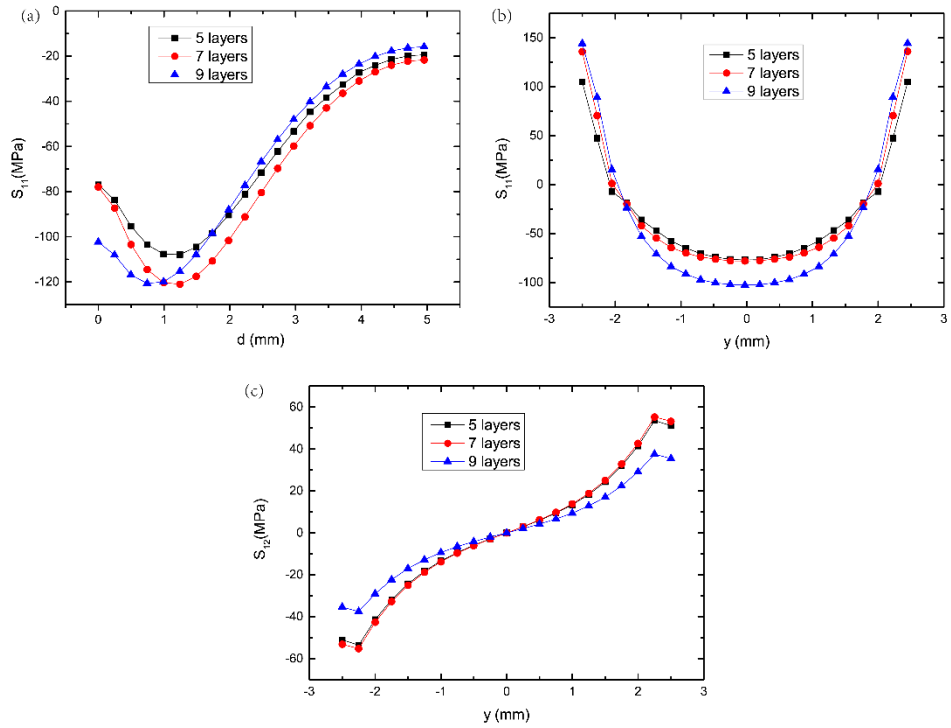 (a)
5 layers
7 layers
9 layers
0
-20
-40
-60
-80
-100
-120
S11(MPa)
0 1 2 3 4 5
d (mm)
(b)
5 layers
7 layers
9 layers
150
100
50
0
-50
-100
S11(MPa)
-3 -2 -1 0 1 2 3
y (mm)
(c)
5 layers
7 layers
9 layers
60
40
20
0
-20
-40
-60
S12(MPa)
-3 -2 -1 0 1 2 3
y (mm)